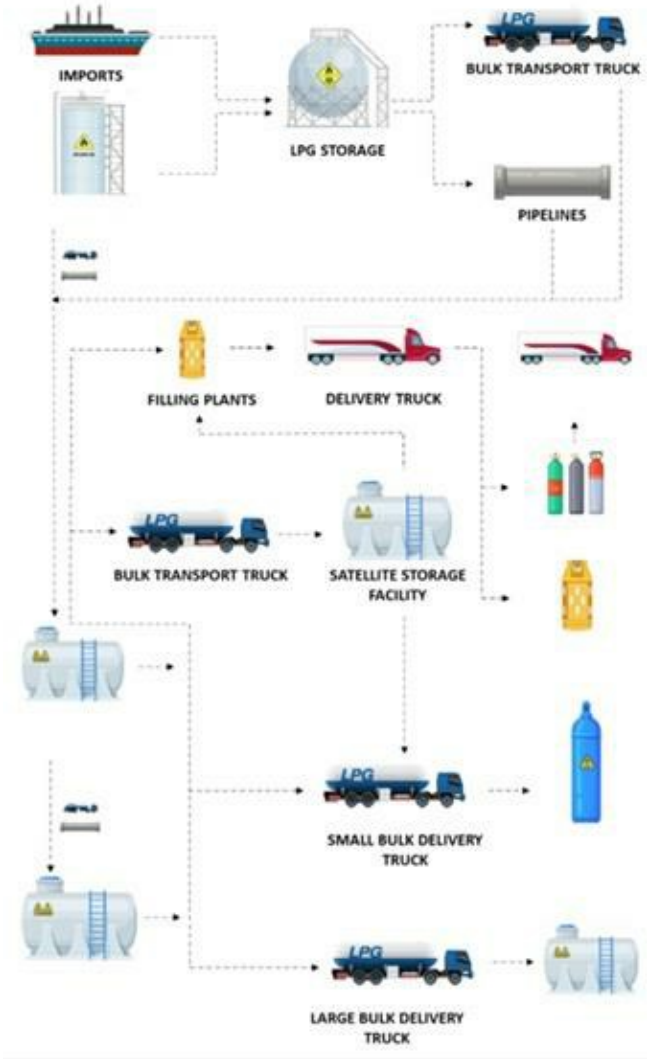 LPG
IMPORTS
BULK TRANSPORT TRUCK
LPG STORAGE
PIPELINES
FILLING PLANTS
DELIVERY TRUCK
LPG
BULK TRANSPORT TRUCK
SATELLITE STORAGE
FACILITY
LPG
SMALL BULK DELIVERY
TRUCK
LPG
LARGE BULK DELIVERY
TRUCK